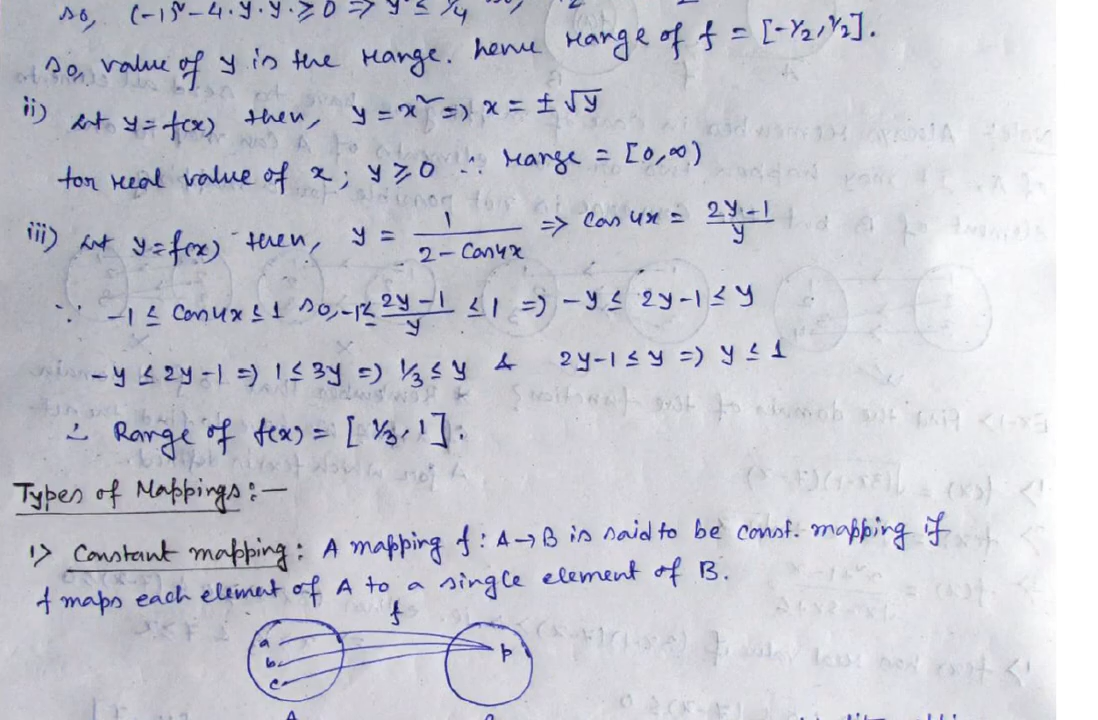 so, (-1)² - 4.y.y ≥ 0 ⇒ y² ≤ 1/4
So, value of y is the range. hence range of f = [-1/2, 1/2].
ii) Let y = f(x) then, y = x² ⇒ x = ± √y
for real value of x; y ≥ 0 ∴ range = [0, ∞)
iii) Let y = f(x) then, y = 1/(2 - Cos4x) ⇒ Cos 4x = (2y-1)/y
∵ -1 ≤ Cos4x ≤ 1 so, -1 ≤ (2y-1)/y ≤ 1 ⇒ -y ≤ 2y-1 ≤ y
-y ≤ 2y-1 ⇒ 1 ≤ 3y ⇒ 1/3 ≤ y & 2y-1 ≤ y ⇒ y ≤ 1
∴ Range of f(x) = [1/3, 1].
Types of Mappings :-
1> Constant mapping : A mapping f : A → B is said to be const. mapping if
f maps each element of A to a single element of B.
f
a
b
c
p
A